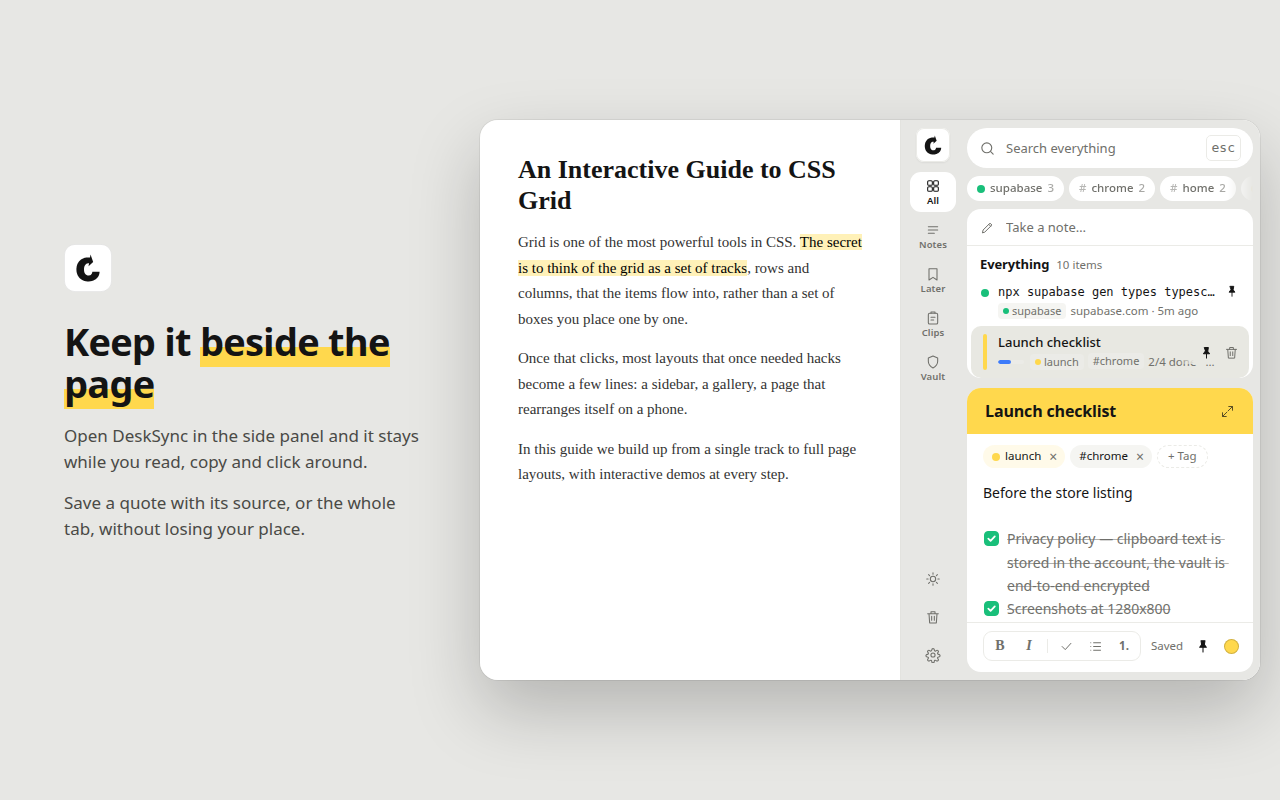 Keep it beside the
page
Open DeskSync in the side panel and it stays
while you read, copy and click around.
Save a quote with its source, or the whole
tab, without losing your place.
An Interactive Guide to CSS
Grid
Grid is one of the most powerful tools in CSS. The secret
is to think of the grid as a set of tracks, rows and
columns, that the items flow into, rather than a set of
boxes you place one by one.
Once that clicks, most layouts that once needed hacks
become a few lines: a sidebar, a gallery, a page that
rearranges itself on a phone.
In this guide we build up from a single track to full page
layouts, with interactive demos at every step.
All
Notes
Later
Clips
Vault
Search everything esc
supabase 3 # chrome 2 # home 2
Take a note…
Everything 10 items
npx supabase gen types typesc…
supabase supabase.com · 5m ago
Launch checklist
launch #chrome 2/4 done …
Launch checklist
launch × #chrome × + Tag
Before the store listing
Privacy policy — clipboard text is
stored in the account, the vault is
end-to-end encrypted
Screenshots at 1280x800
B I 1. Saved